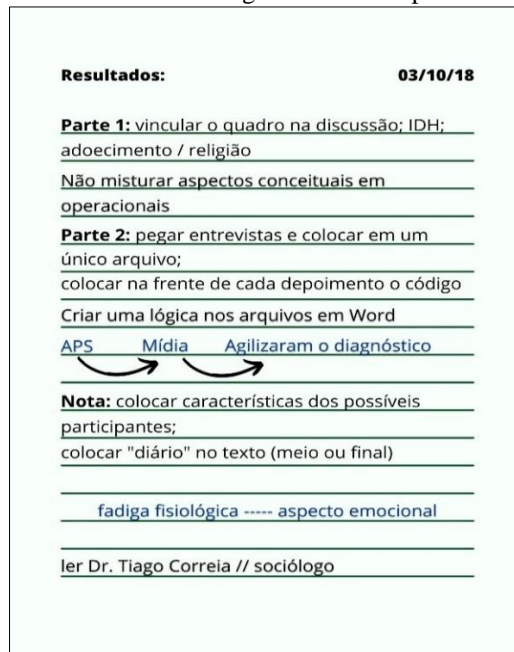 Resultados: 03/10/18
Parte 1: vincular o quadro na discussão; IDH;
adoecimento / religião
Não misturar aspectos conceituais em
operacionais
Parte 2: pegar entrevistas e colocar em um
único arquivo;
colocar na frente de cada depoimento o código
Criar uma lógica nos arquivos em Word
APS Mídia Agilizaram o diagnóstico
Nota: colocar características dos possíveis
participantes;
colocar "diário" no texto (meio ou final)
fadiga fisiológica ----- aspecto emocional
ler Dr. Tiago Correia // sociólogo